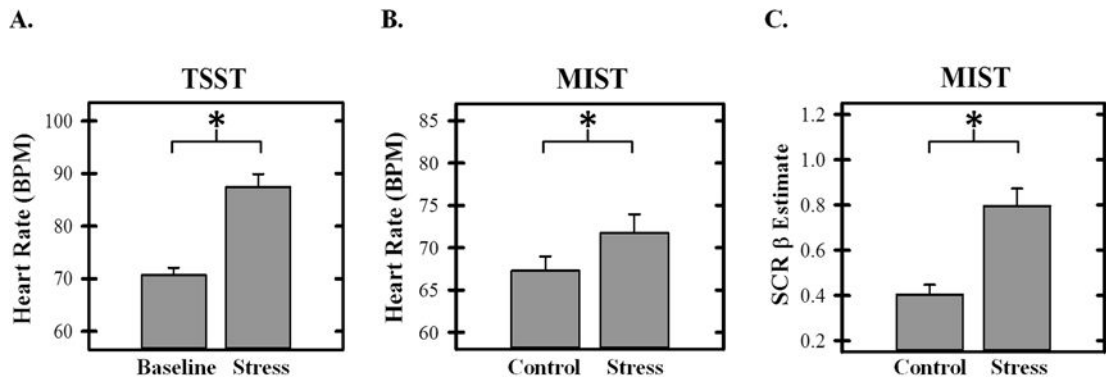 A.
TSST
Heart Rate (BPM)
100
90
80
70
60
*
Baseline Stress
B.
MIST
Heart Rate (BPM)
85
80
75
70
65
60
*
Control Stress
C.
MIST
SCR β Estimate
1.2
1.0
0.8
0.6
0.4
0.2
*
Control Stress